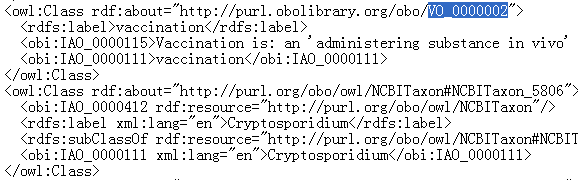 <owl:Class rdf:about="http://purl.obolibrary.org/obo/VO_0000002">
<rdfs:label>vaccination</rdfs:label>
<obi:IAO_0000115>Vaccination is: an 'administering substance in vivo'
<obi:IAO_0000111>vaccination</obi:IAO_0000111>
</owl:Class>
<owl:Class rdf:about="http://purl.org/obo/owl/NCBITaxon#NCBITaxon_5806">
<obi:IAO_0000412 rdf:resource="http://purl.org/obo/owl/NCBITaxon"/>
<rdfs:label xml:lang="en">Cryptosporidium</rdfs:label>
<rdfs:subClassOf rdf:resource="http://purl.org/obo/owl/NCBITaxon#NCBIT
<obi:IAO_0000111 xml:lang="en">Cryptosporidium</obi:IAO_0000111>
</owl:Class>